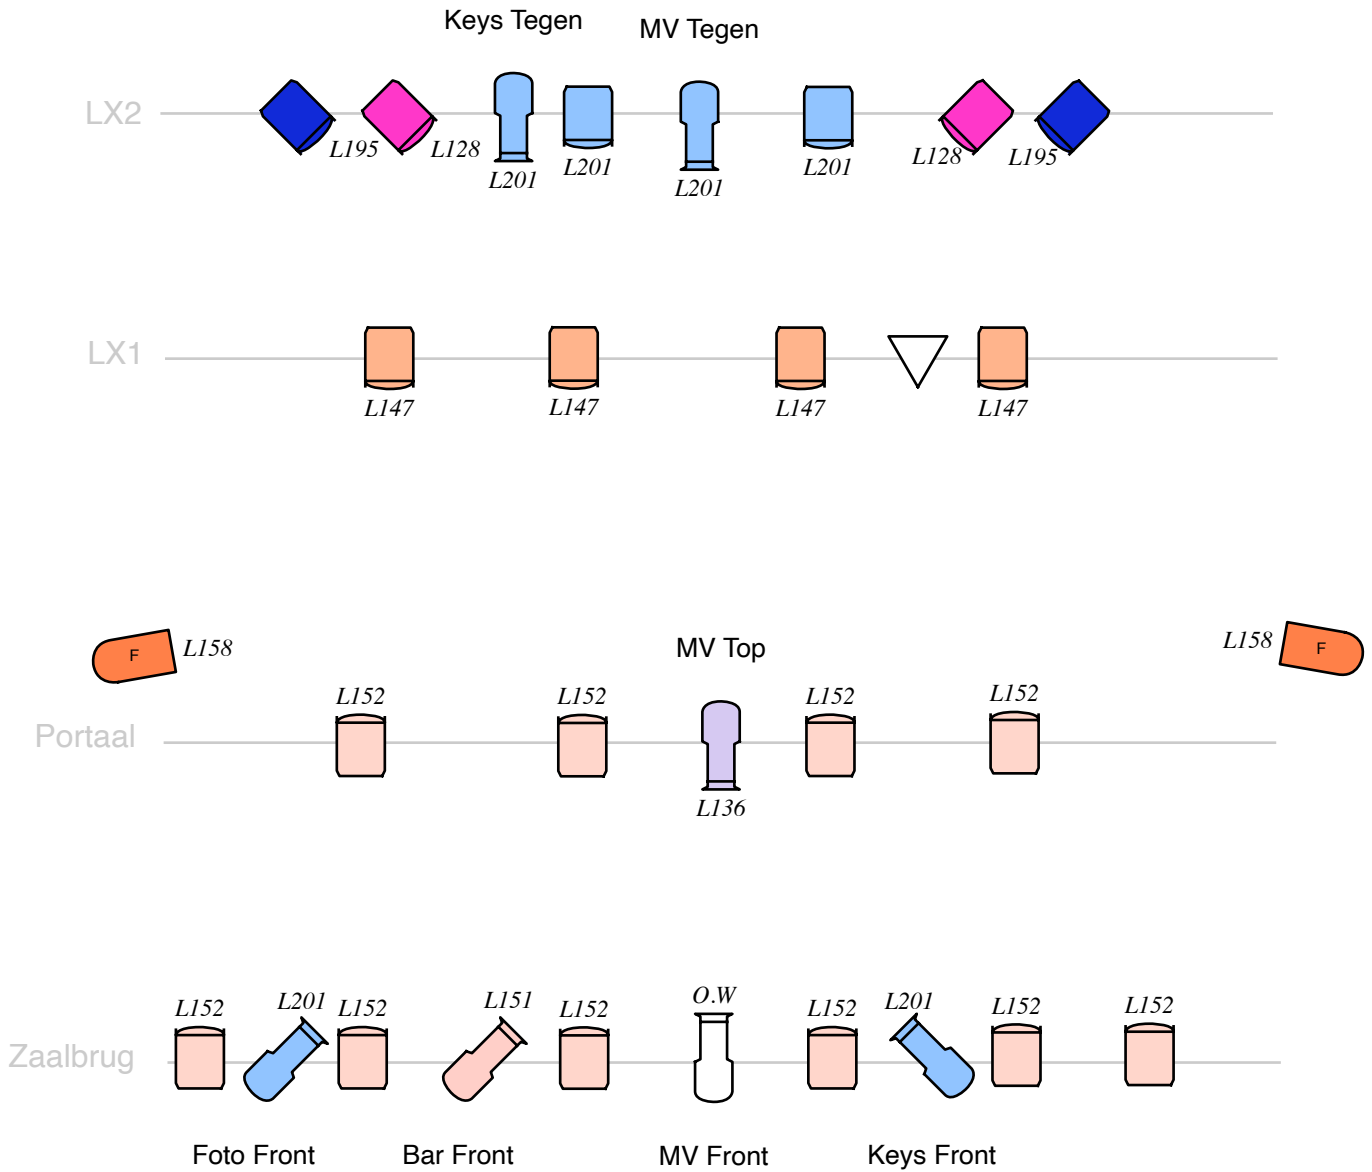 Keys Tegen MV Tegen
LX2
L195 L128 L201 L201 L201 L201 L128 L195
LX1
L147 L147 L147 L147
F L158 MV Top L158 F
L152 L152 L152 L152
Portaal
L136
L152 L201 L152 L151 L152 O.W L152 L201 L152 L152
Zaalbrug
Foto Front Bar Front MV Front Keys Front